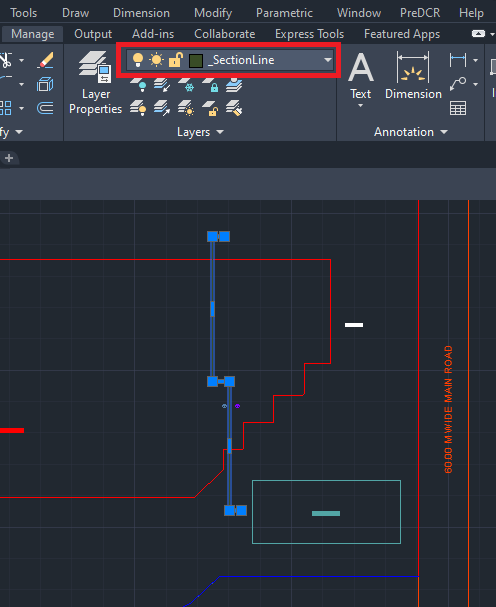 Tools Draw Dimension Modify Parametric Window PreDCR Help
Manage Output Add-ins Collaborate Express Tools Featured Apps
_SectionLine
Layer
Properties
Text
Dimension
Layers
Annotation
60.00 M WIDE MAIN ROAD